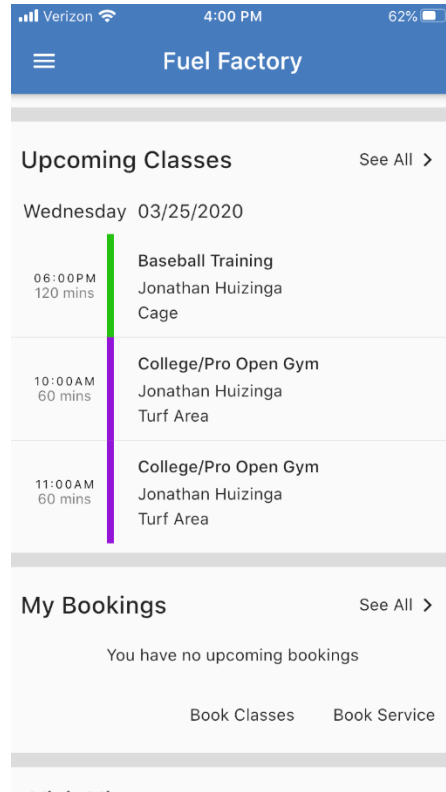 Verizon 4:00 PM 62%
Fuel Factory
Upcoming Classes See All >
Wednesday 03/25/2020
06:00PM
120 mins
Baseball Training
Jonathan Huizinga
Cage
10:00AM
60 mins
College/Pro Open Gym
Jonathan Huizinga
Turf Area
11:00AM
60 mins
College/Pro Open Gym
Jonathan Huizinga
Turf Area
My Bookings See All >
You have no upcoming bookings
Book Classes Book Service